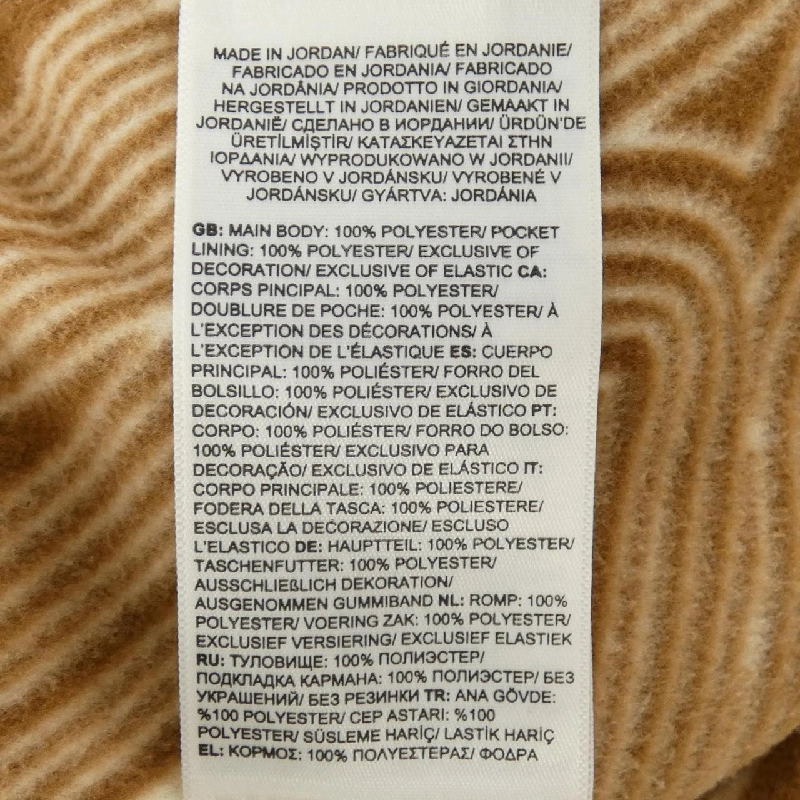 MADE IN JORDAN/ FABRIQUÉ EN JORDANIE/
FABRICADO EN JORDANIA/ FABRICADO
NA JORDÂNIA/ PRODOTTO IN GIORDANIA/
HERGESTELLT IN JORDANIEN/ GEMAAKT IN
JORDANIË/ СДЕЛАНО В ИОРДАНИИ/ ÜRDÜN'DE
ÜRETİLMİŞTİR/ ΚΑΤΑΣΚΕΥΑΖΕΤΑΙ ΣΤΗΝ
ΙΟΡΔΑΝΙΑ/ WYPRODUKOWANO W JORDANII/
VYROBENO V JORDÁNSKU/ VYROBENÉ V
JORDÁNSKU/ GYÁRTVA: JORDÁNIA
GB: MAIN BODY: 100% POLYESTER/ POCKET
LINING: 100% POLYESTER/ EXCLUSIVE OF
DECORATION/ EXCLUSIVE OF ELASTIC CA:
CORPS PINCIPAL: 100% POLYESTER/
DOUBLURE DE POCHE: 100% POLYESTER/ À
L'EXCEPTION DES DÉCORATIONS/ À
L'EXCEPTION DE L'ÉLASTIQUE ES: CUERPO
PRINCIPAL: 100% POLIÉSTER/ FORRO DEL
BOLSILLO: 100% POLIÉSTER/ EXCLUSIVO DE
DECORACIÓN/ EXCLUSIVO DE ELÁSTICO PT:
CORPO: 100% POLIÉSTER/ FORRO DO BOLSO:
100% POLIÉSTER/ EXCLUSIVO PARA
DECORAÇÃO/ EXCLUSIVO DE ELÁSTICO IT:
CORPO PRINCIPALE: 100% POLIESTERE/
FODERA DELLA TASCA: 100% POLIESTERE/
ESCLUSA LA DECORAZIONE/ ESCLUSO
L'ELASTICO DE: HAUPTTEIL: 100% POLYESTER/
TASCHENFUTTER: 100% POLYESTER/
AUSSCHLIEßLICH DEKORATION/
AUSGENOMMEN GUMMIBAND NL: ROMP: 100%
POLYESTER/ VOERING ZAK: 100% POLYESTER/
EXCLUSIEF VERSIERING/ EXCLUSIEF ELASTIEK
RU: ТУЛОВИЩЕ: 100% ПОЛИЭСТЕР/
ПОДКЛАДКА КАРМАНА: 100% ПОЛИЭСТЕР/ БЕЗ
УКРАШЕНИЙ/ БЕЗ РЕЗИНКИ TR: ANA GÖVDE:
%100 POLYESTER/ CEP ASTARI: %100
POLYESTER/ SÜSLEME HARİÇ/ LASTİK HARİÇ
EL: ΚΟΡΜΟΣ: 100% ΠΟΛΥΕΣΤΕΡΑΣ/ ΦΟΔΡΑ